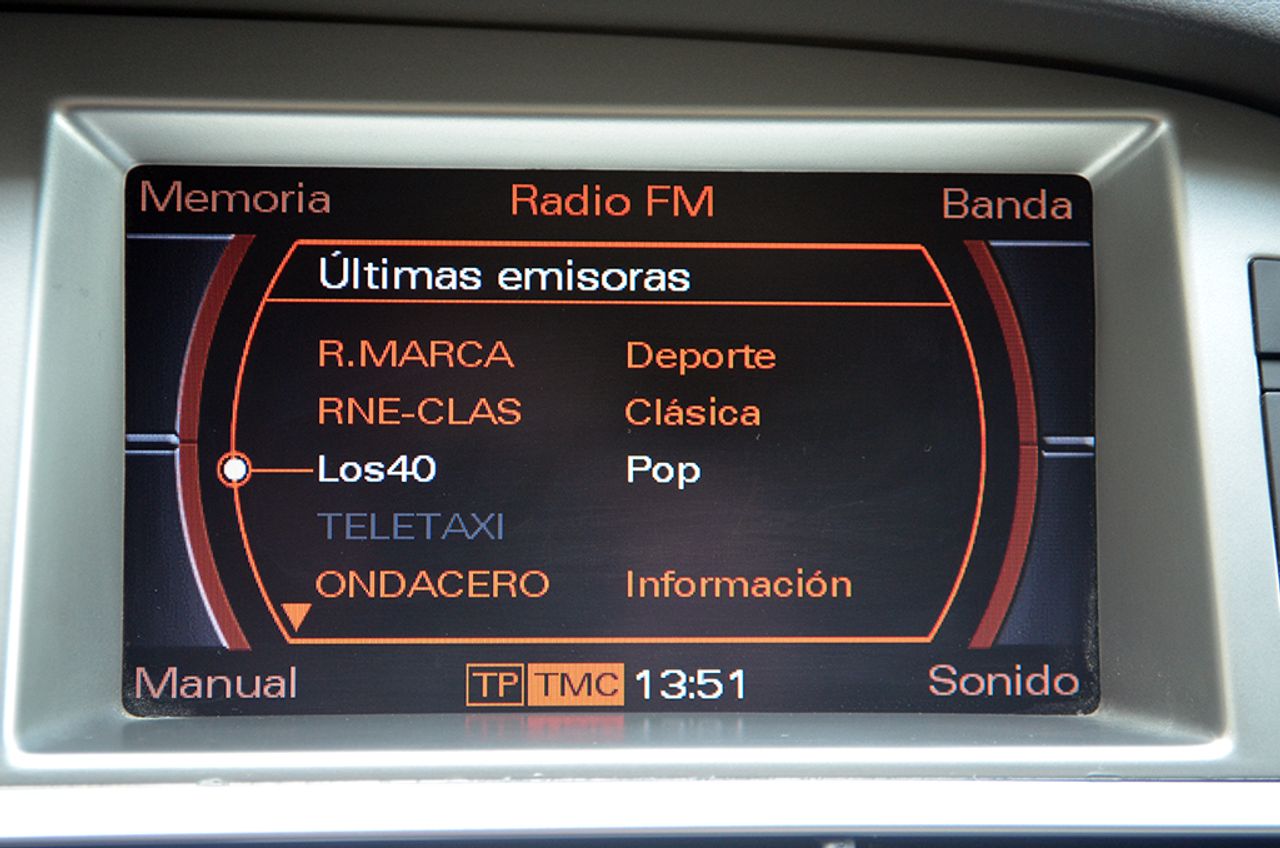 Memoria Radio FM Banda
Últimas emisoras
R.MARCA Deporte
RNE-CLAS Clásica
Los40 Pop
TELETAXI
ONDACERO Información
Manual TP TMC 13:51 Sonido